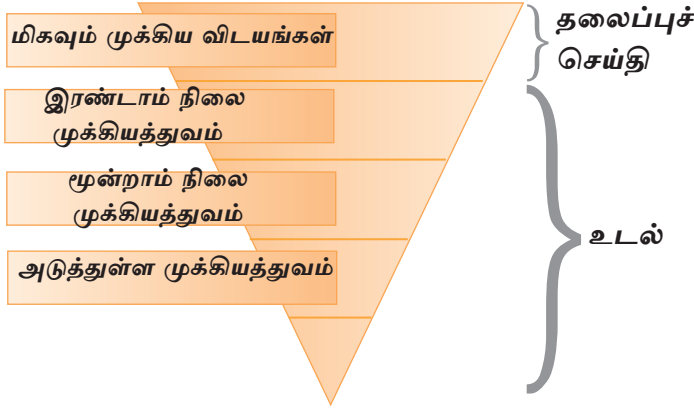 மிகவும் முக்கிய விடயங்கள்
தலைப்புச்
செய்தி
இரண்டாம் நிலை
முக்கியத்துவம்
மூன்றாம் நிலை
முக்கியத்துவம்
உடல்
அடுத்துள்ள முக்கியத்துவம்